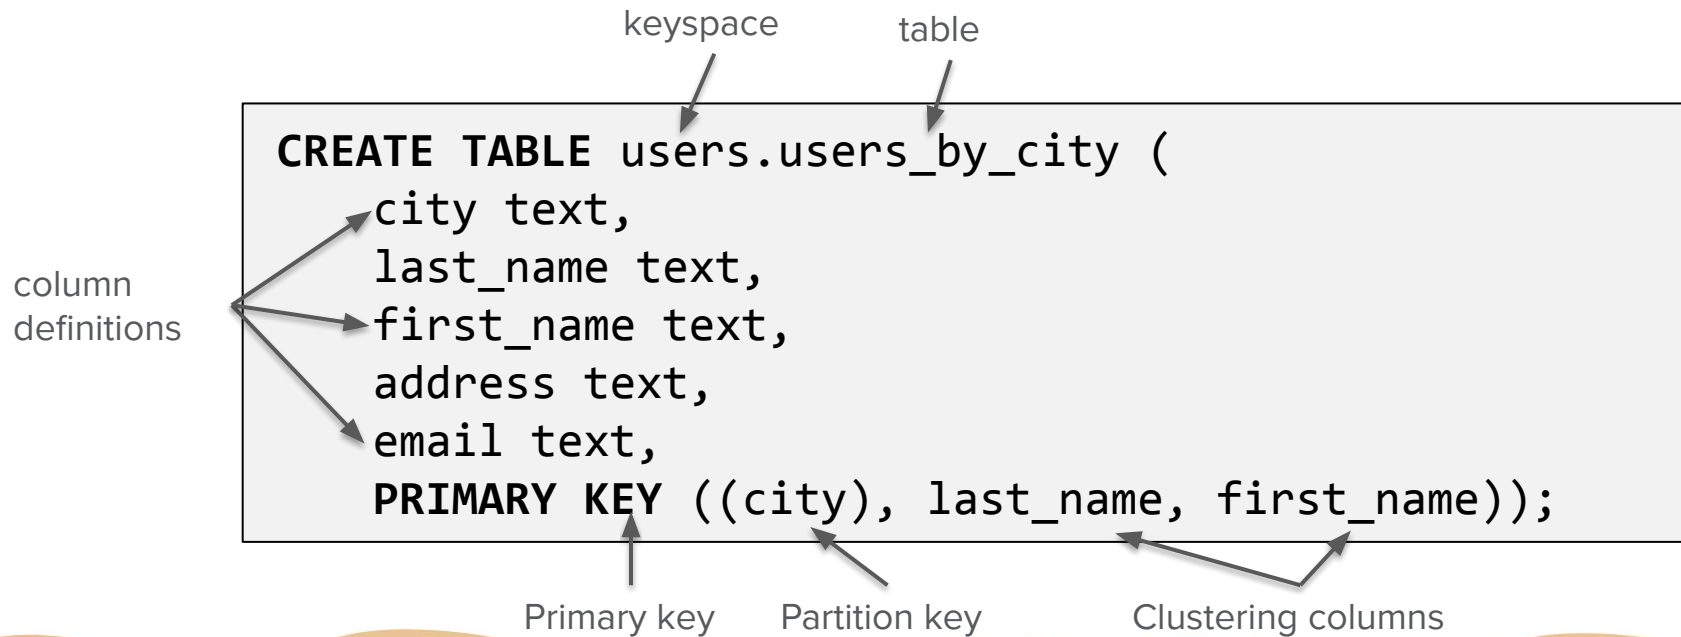 keyspace
table
CREATE TABLE users.users_by_city (
city text,
last_name text,
first_name text,
address text,
email text,
PRIMARY KEY ((city), last_name, first_name));
column
definitions
Primary key
Partition key
Clustering columns